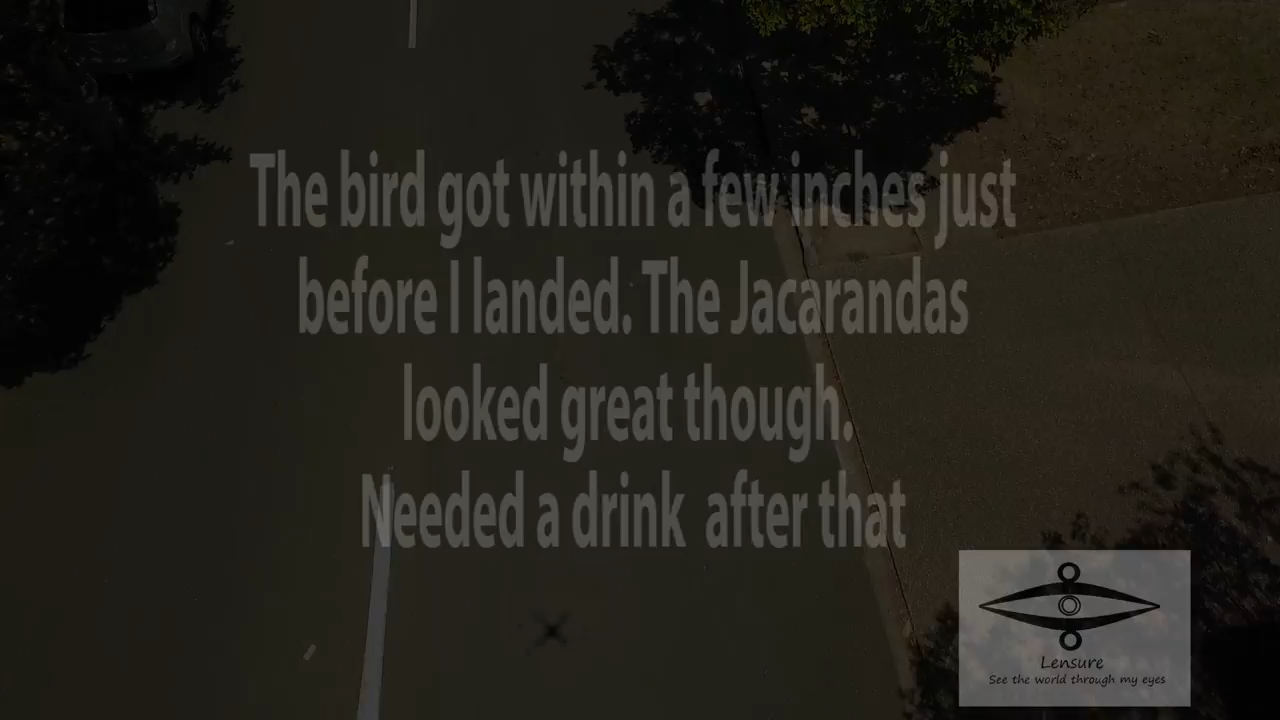 The bird got within a few inches just
before I landed. The Jacarandas
looked great though.
Needed a drink after that
Lensure
See the world through my eyes